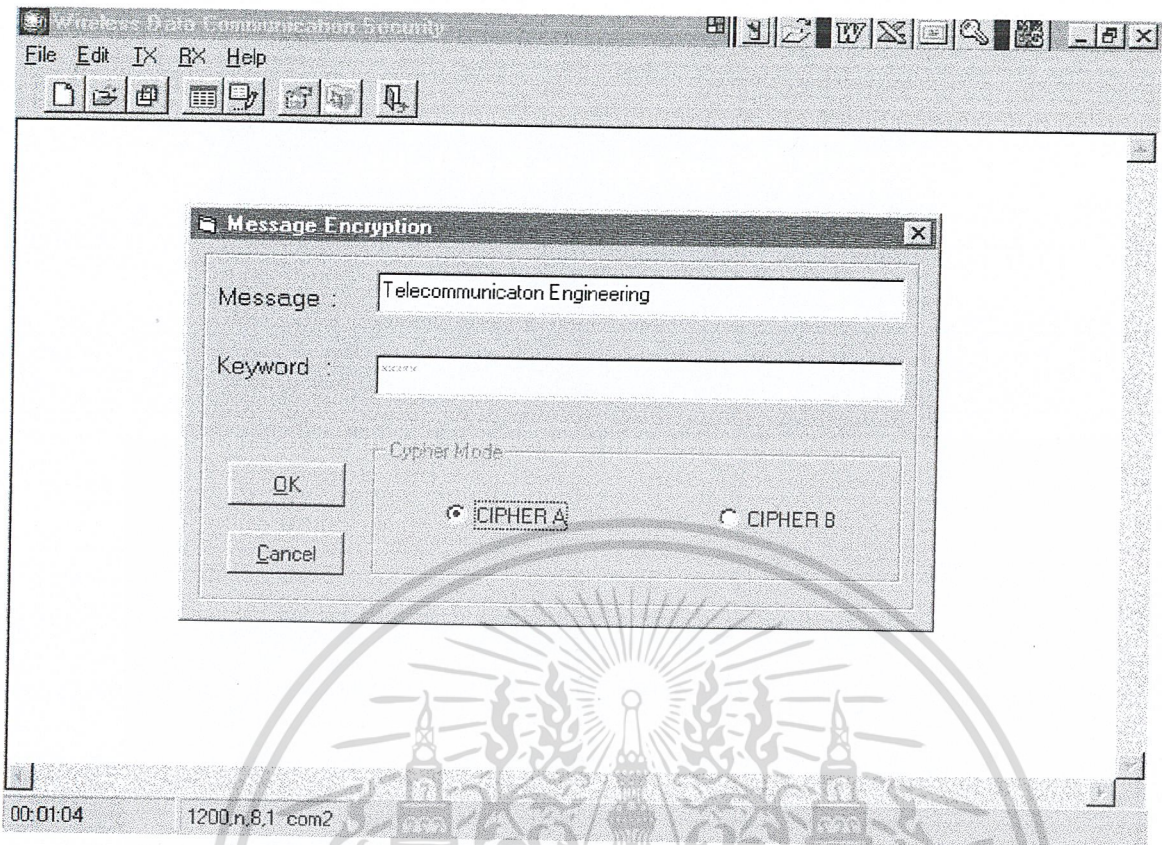 Wireless Data Communication Security
File Edit TX RX Help
Message Encryption
Message :
Telecommunicaton Engineering
Keyword :
Cypher Mode
OK
CIPHER A
CIPHER B
Cancel
00:01:04
1200,n,8,1 com2